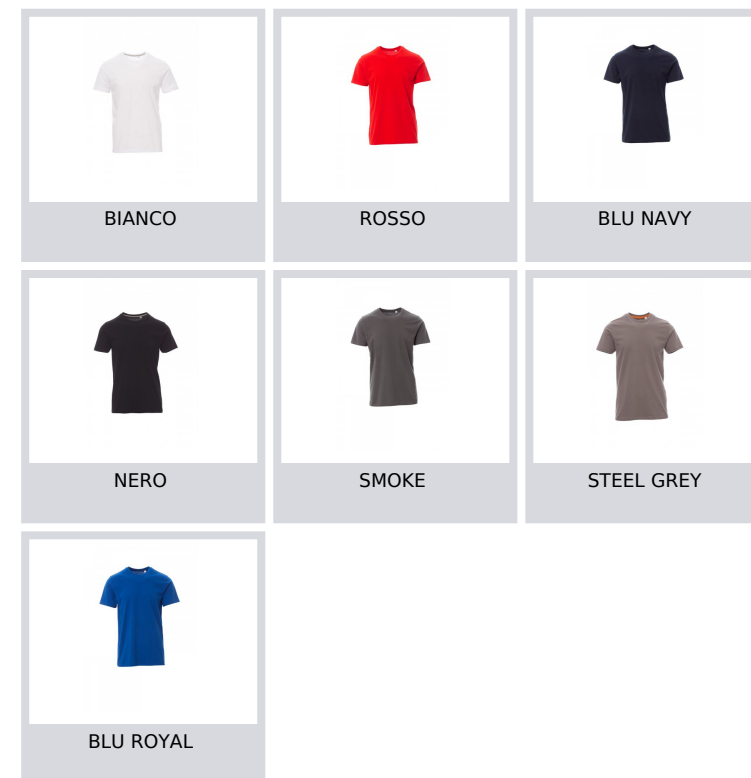 BIANCO
ROSSO
BLU NAVY
NERO
SMOKE
STEEL GREY
BLU ROYAL